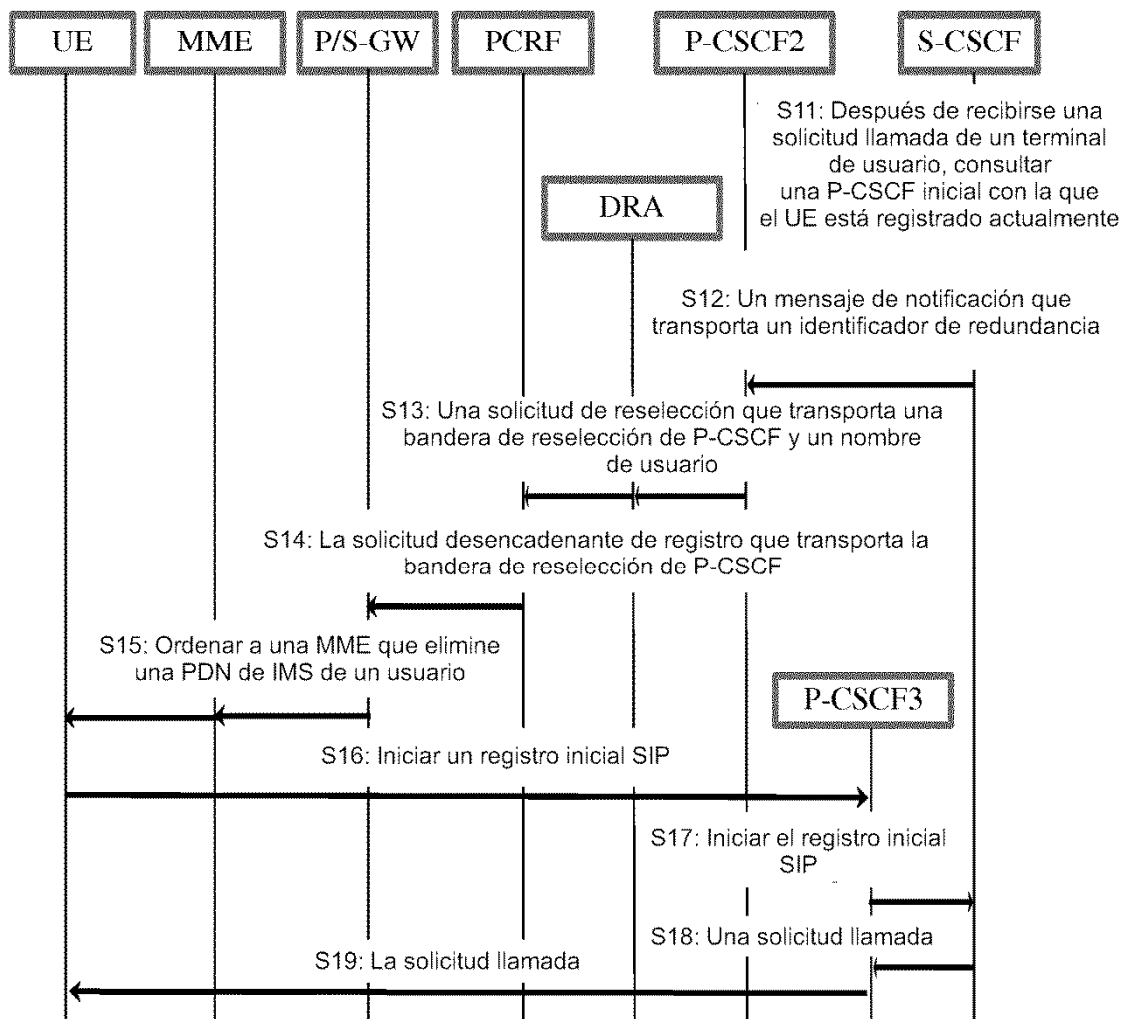 UE MME P/S-GW PCRF P-CSCF2 S-CSCF
S11: Después de recibirse una
solicitud llamada de un terminal
de usuario, consultar
una P-CSCF inicial con la que
el UE está registrado actualmente
DRA
S12: Un mensaje de notificación que
transporta un identificador de redundancia
S13: Una solicitud de reselección que transporta una
bandera de reselección de P-CSCF y un nombre
de usuario
S14: La solicitud desencadenante de registro que transporta la
bandera de reselección de P-CSCF
S15: Ordenar a una MME que elimine
una PDN de IMS de un usuario
P-CSCF3
S16: Iniciar un registro inicial SIP
S17: Iniciar el registro inicial
SIP
S18: Una solicitud llamada
S19: La solicitud llamada